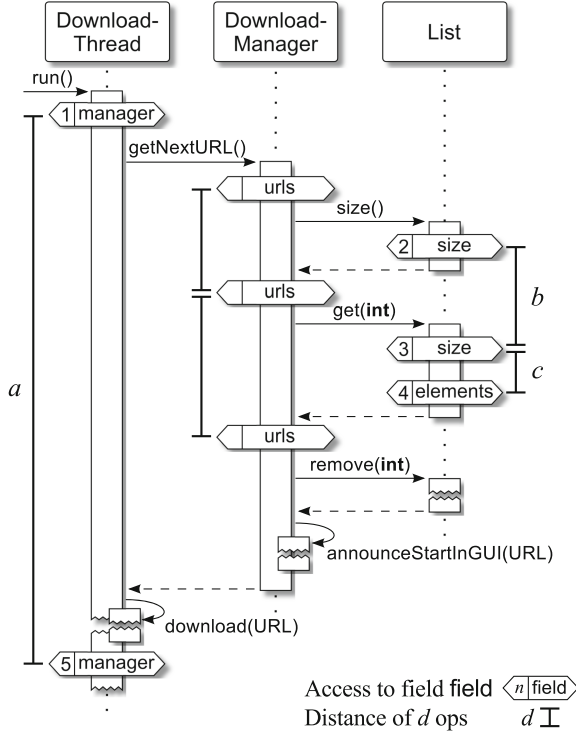 Download-
Thread
Download-
Manager
List
run()
1 manager
getNextURL()
urls
size()
2 size
b
urls
get(int)
3 size
c
a
4 elements
urls
remove(int)
announceStartInGUI(URL)
download(URL)
5 manager
Access to field field n field
Distance of d ops d